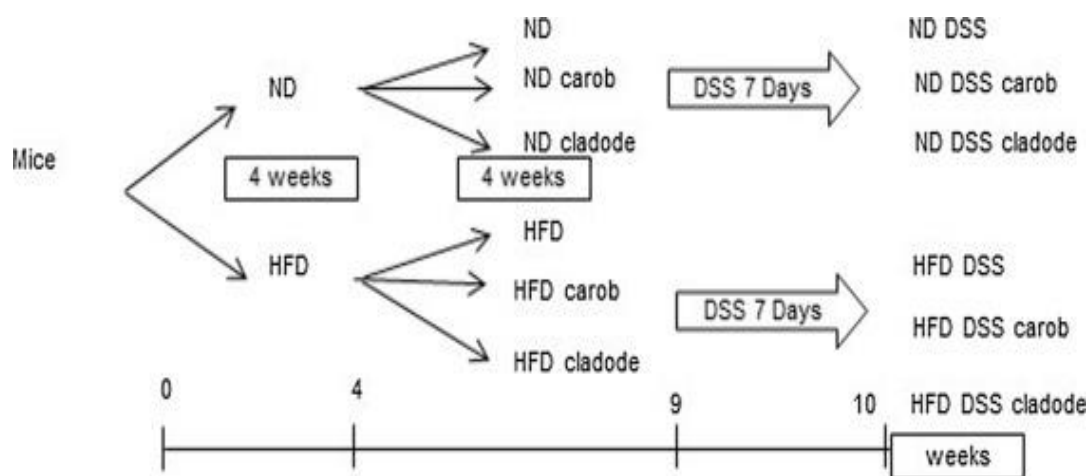 Mice
ND
4 weeks
HFD
ND
ND carob
ND cladode
4 weeks
HFD
HFD carob
HFD cladode
DSS 7 Days
DSS 7 Days
ND DSS
ND DSS carob
ND DSS cladode
HFD DSS
HFD DSS carob
HFD DSS cladode
0
4
9
10
weeks